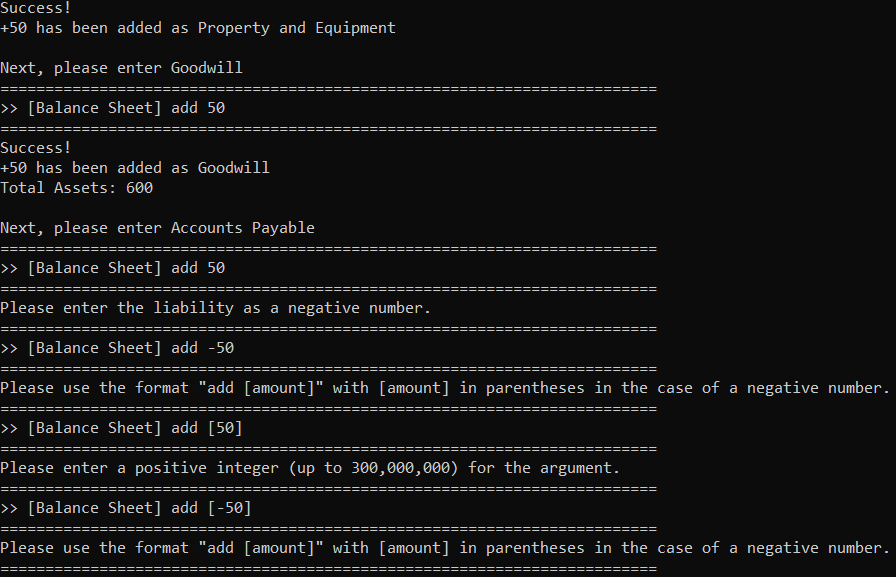 Success!
+50 has been added as Property and Equipment
Next, please enter Goodwill
=========================================================================
>> [Balance Sheet] add 50
=========================================================================
Success!
+50 has been added as Goodwill
Total Assets: 600
Next, please enter Accounts Payable
=========================================================================
>> [Balance Sheet] add 50
=========================================================================
Please enter the liability as a negative number.
=========================================================================
>> [Balance Sheet] add -50
=========================================================================
Please use the format "add [amount]" with [amount] in parentheses in the case of a negative number.
=========================================================================
>> [Balance Sheet] add [50]
=========================================================================
Please enter a positive integer (up to 300,000,000) for the argument.
=========================================================================
>> [Balance Sheet] add [-50]
=========================================================================
Please use the format "add [amount]" with [amount] in parentheses in the case of a negative number.
=========================================================================